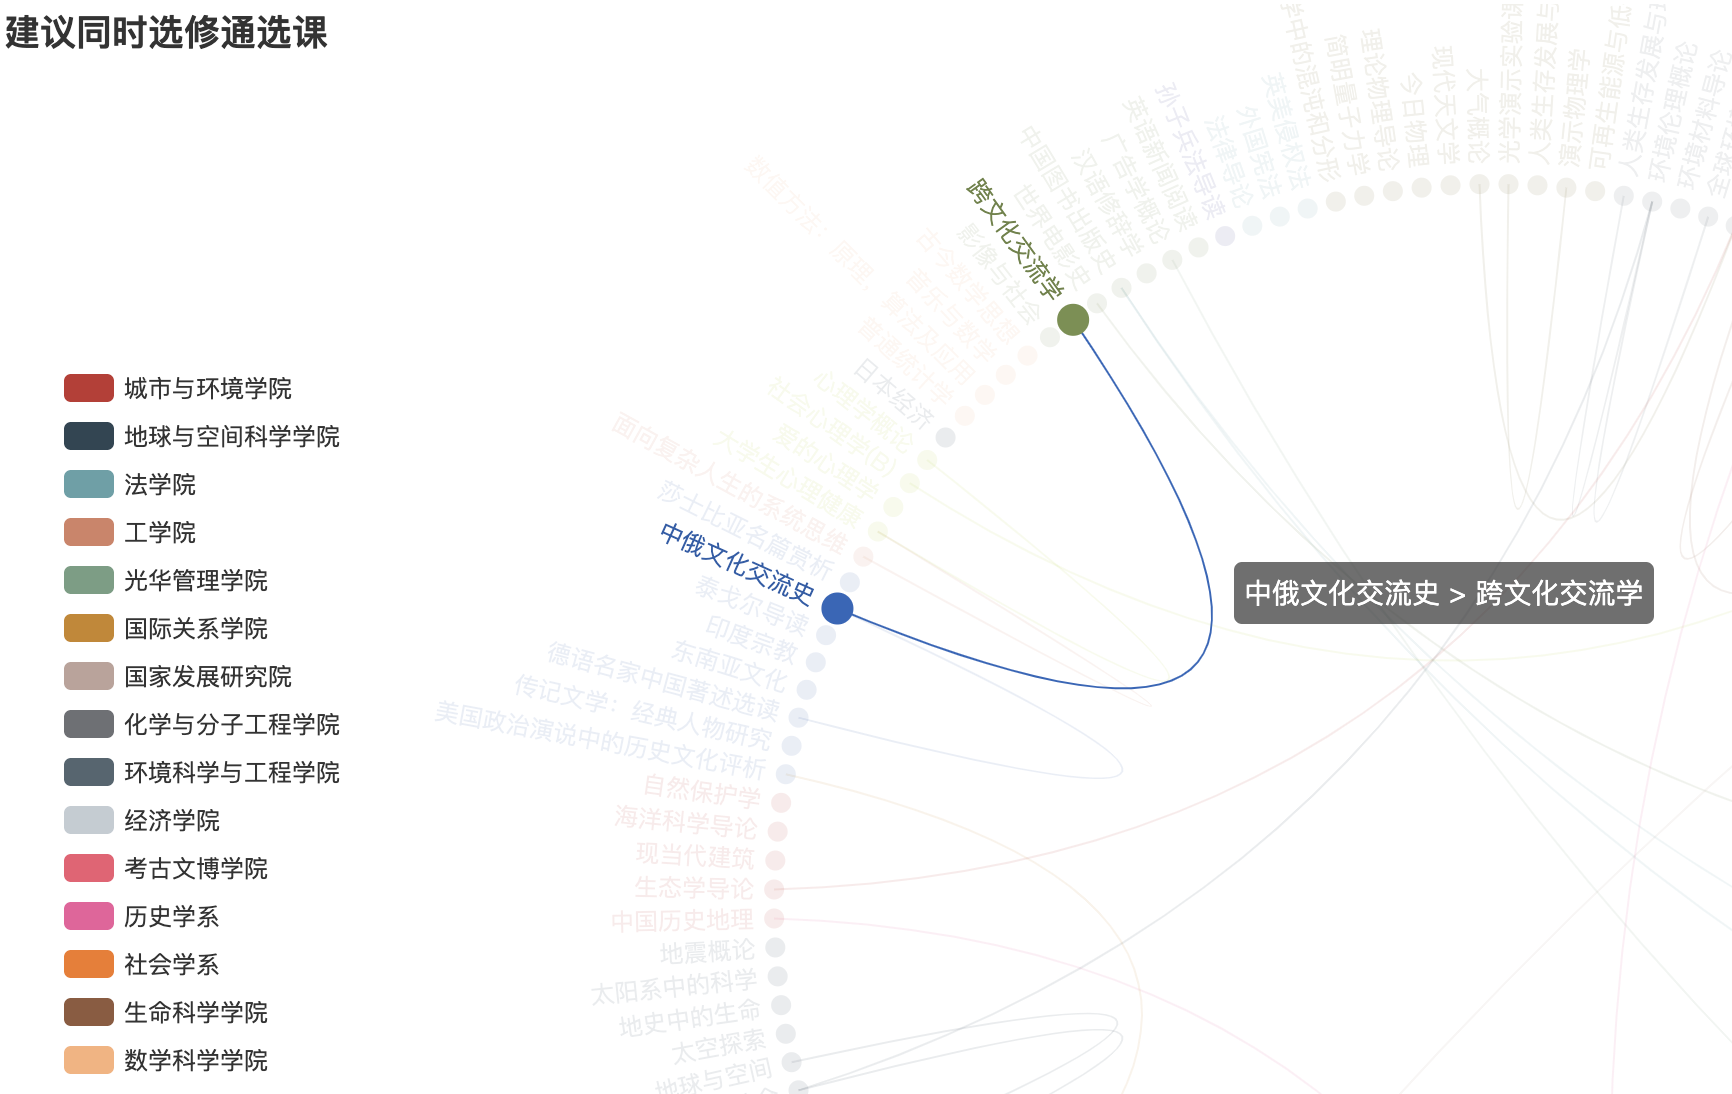 建议同时选修通选课
城市与环境学院
地球与空间科学学院
法学院
工学院
光华管理学院
国际关系学院
国家发展研究院
化学与分子工程学院
环境科学与工程学院
经济学院
考古文博学院
历史学系
社会学系
生命科学学院
数学科学学院
地球与空间
太空探索
地史中的生命
太阳系中的科学
地震概论
中国历史地理
生态学导论
现当代建筑
海洋科学导论
自然保护学
美国政治演说中的历史文化评析
传记文学：经典人物研究
德语名家中国著述选读
东南亚文化
印度宗教
泰戈尔导读
中俄文化交流史
莎士比亚名篇赏析
面向复杂人生的系统思维
大学生心理健康
爱的心理学
社会心理学(B)
心理学概论
日本经济
普通统计学
数值方法：原理，算法及应用
音乐与数学
古今数学思想
影像与社会
跨文化交流学
世界电影史
中国图书出版史
汉语修辞学
广告学概论
英语新闻阅读
孙子兵法导读
法律导论
外国宪法
英美侵权法
学中的混沌和分形
简明量子力学
理论物理导论
今日物理
现代天文学
大气概论
光学演示实验课
人类生存发展与
演示物理学
可再生能源与低
人类生存发展与
环境伦理概论
环境材料导论
中俄文化交流史 > 跨文化交流学